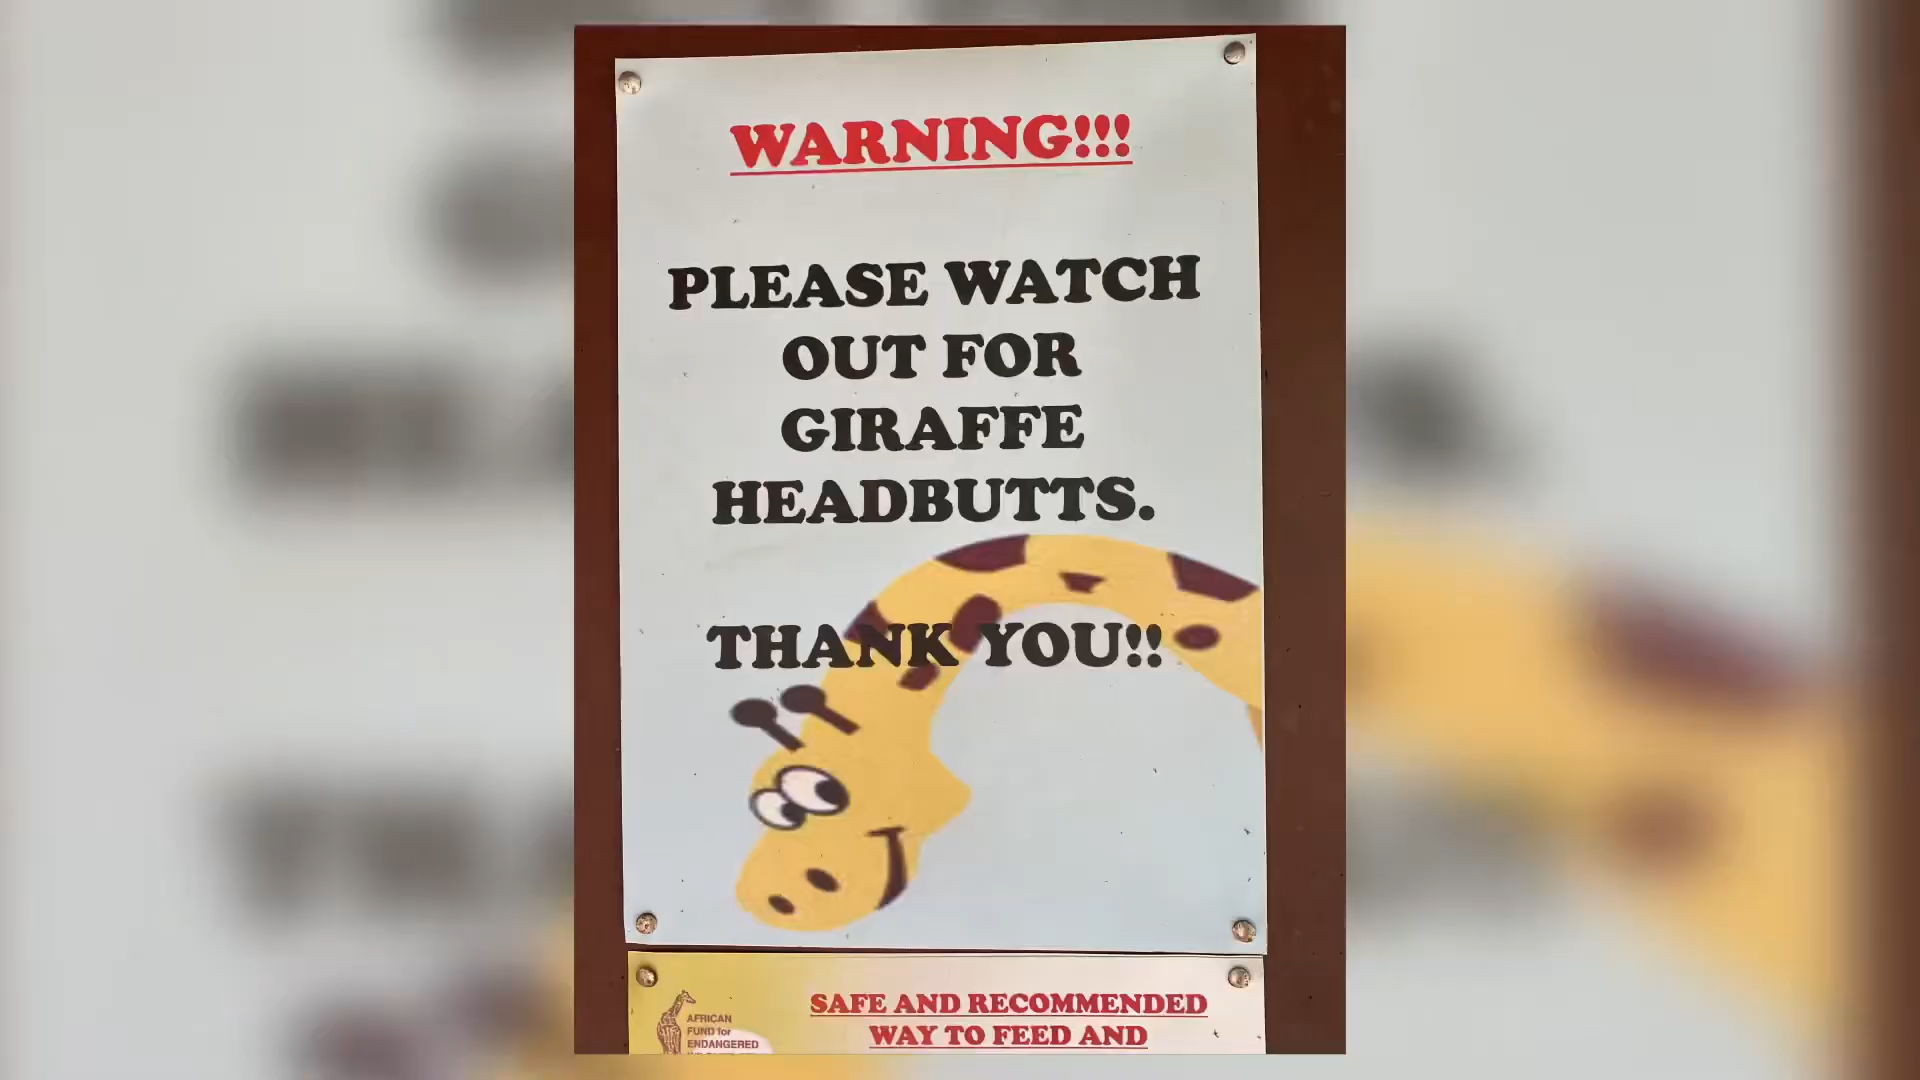 WARNING!!!
PLEASE WATCH
OUT FOR
GIRAFFE
HEADBUTTS.
THANK YOU!!
AFRICAN
FUND for
ENDANGERED
SAFE AND RECOMMENDED
WAY TO FEED AND